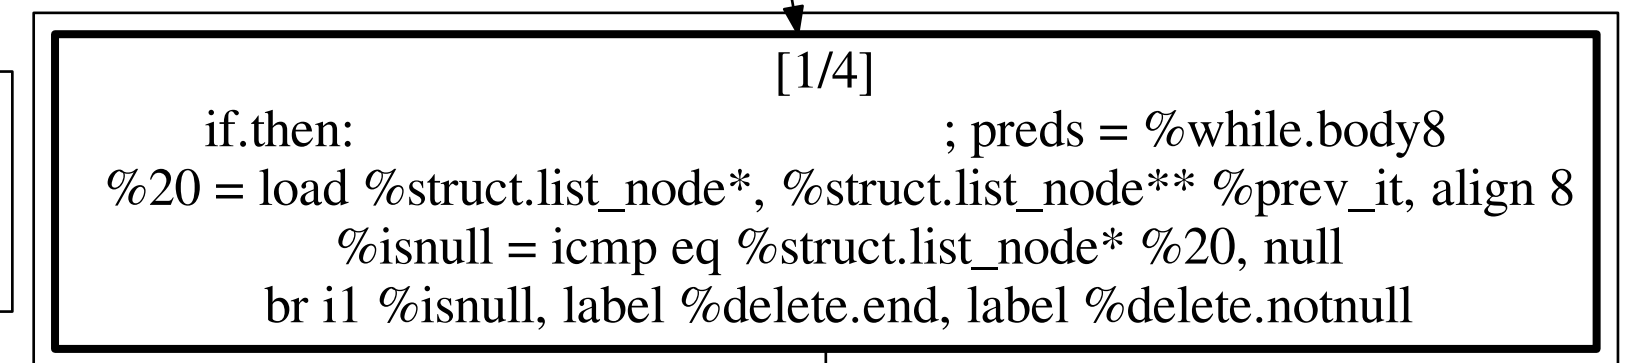 [1/4]
if.then: ; preds = %while.body8
%20 = load %struct.list_node*, %struct.list_node** %prev_it, align 8
%isnull = icmp eq %struct.list_node* %20, null
br i1 %isnull, label %delete.end, label %delete.notnull